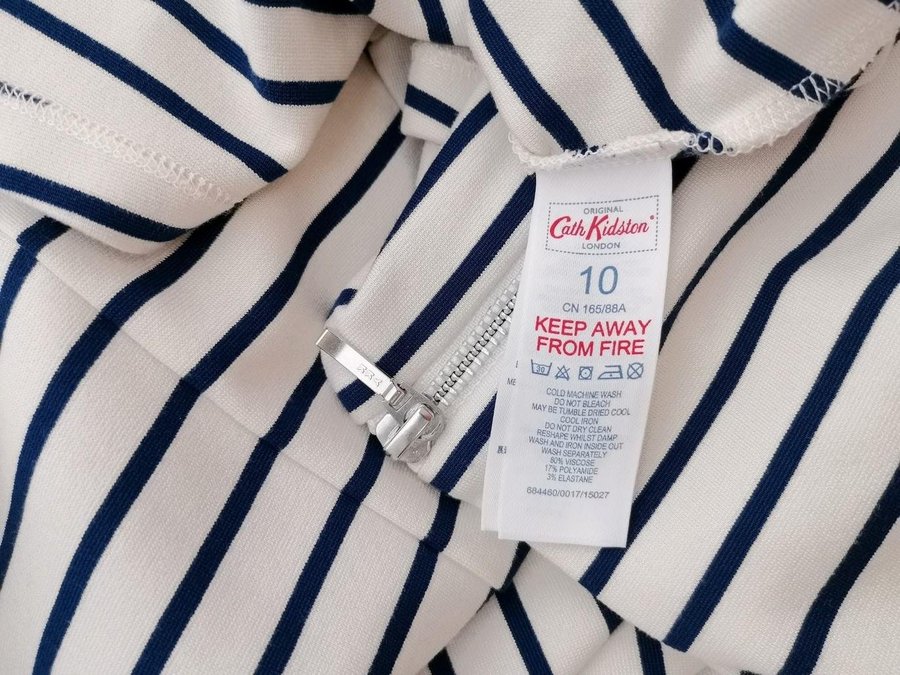 ORIGINAL
Cath Kidston®
LONDON
10
CN 165/88A
KEEP AWAY
FROM FIRE
30
COLD MACHINE WASH
DO NOT BLEACH
MAY BE TUMBLE DRIED COOL
COOL IRON
DO NOT DRY CLEAN
RESHAPE WHILST DAMP
WASH AND IRON INSIDE OUT
WASH SEPARATELY
80% VISCOSE
17% POLYAMIDE
3% ELASTANE
684460/0017/15027